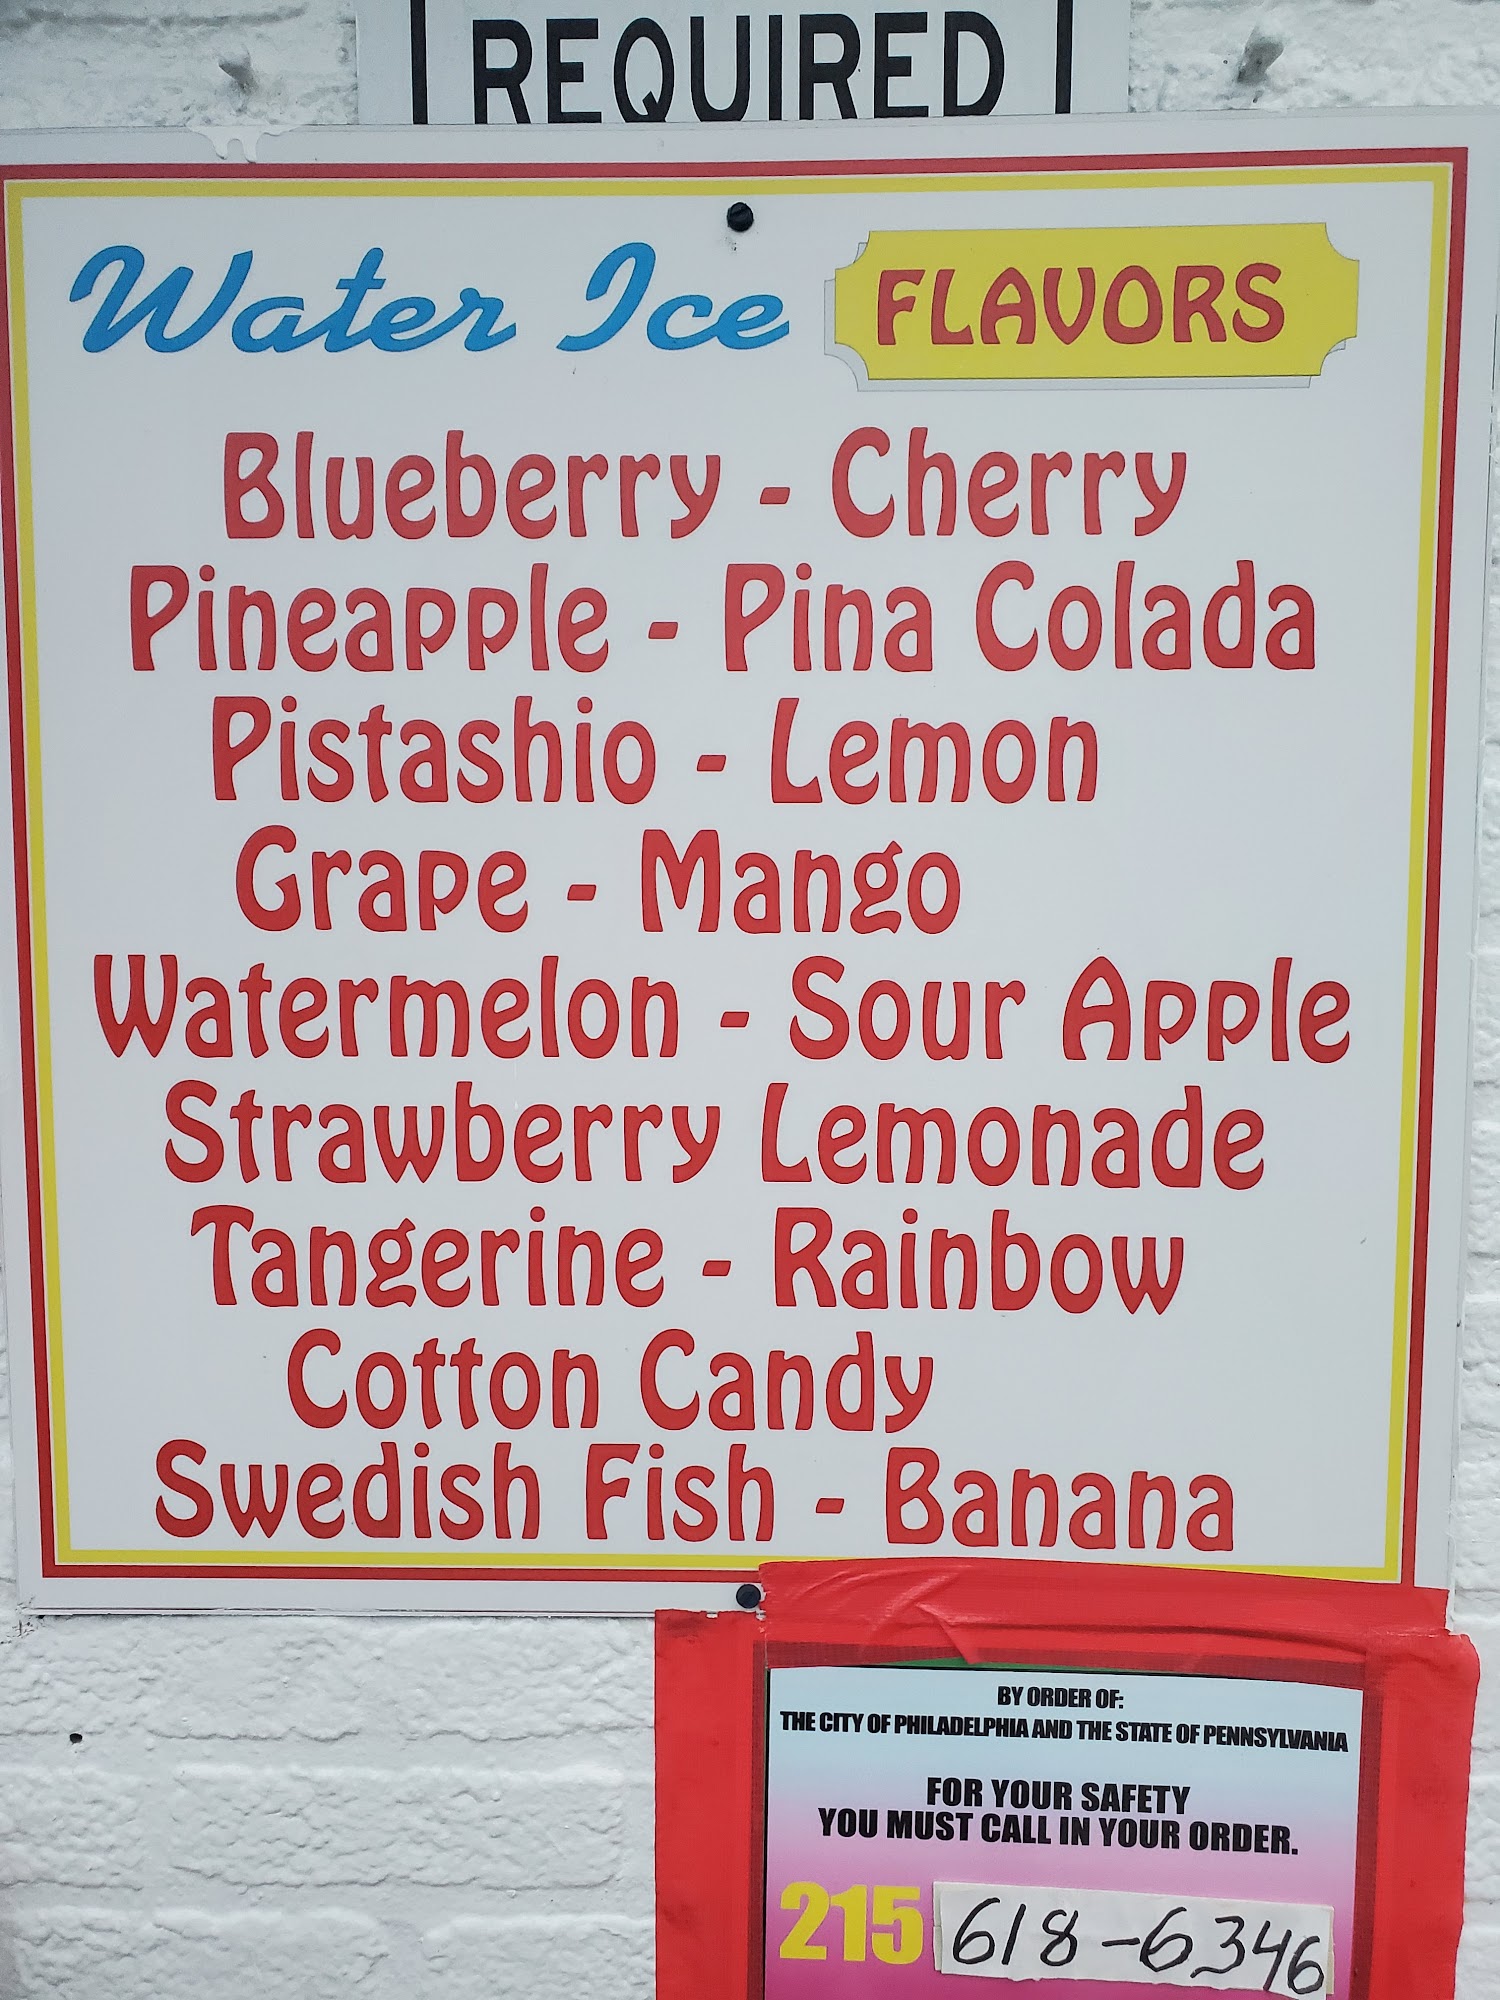 REQUIRED
Water Ice FLAVORS
Blueberry - Cherry
Pineapple - Pina Colada
Pistashio - Lemon
Grape - Mango
Watermelon - Sour Apple
Strawberry Lemonade
Tangerine - Rainbow
Cotton Candy
Swedish Fish - Banana
BY ORDER OF:
THE CITY OF PHILADELPHIA AND THE STATE OF PENNSYLVANIA
FOR YOUR SAFETY
YOU MUST CALL IN YOUR ORDER.
215 618-6346